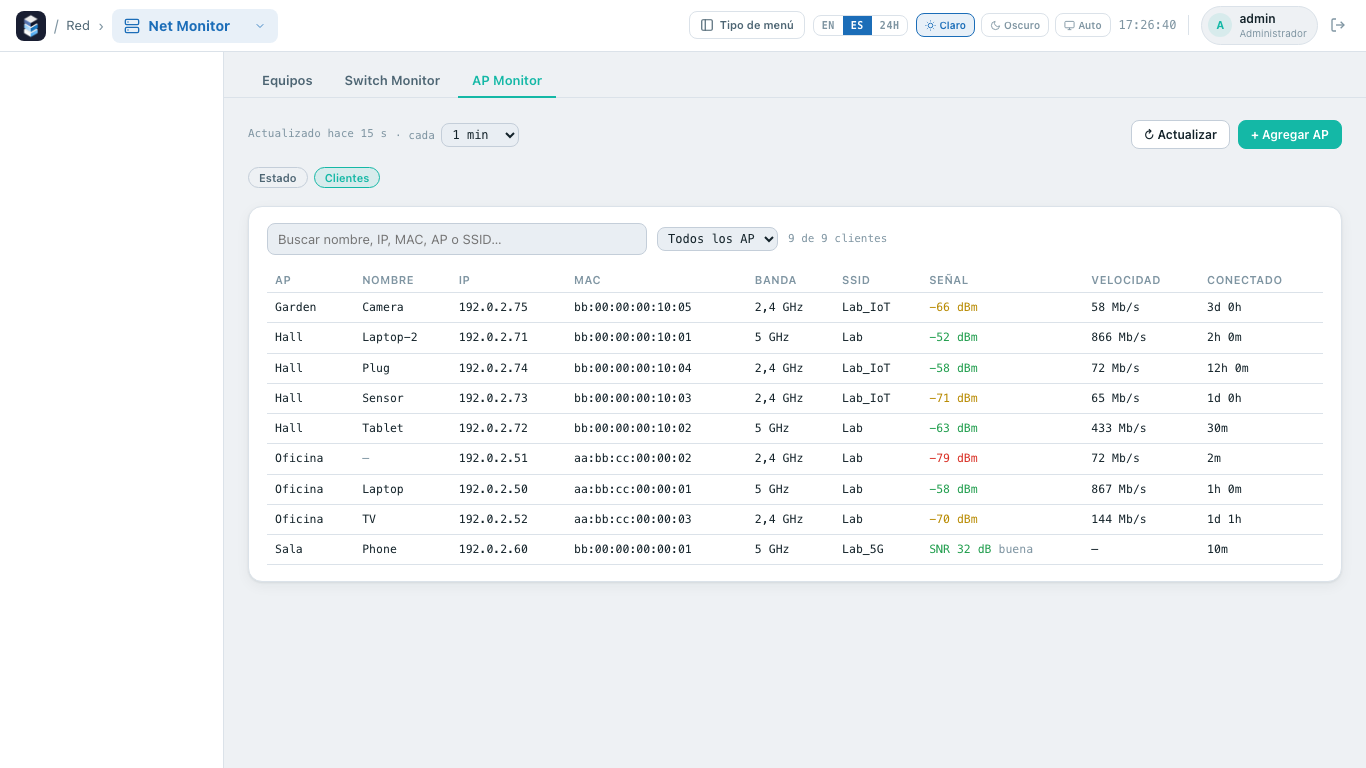 / Red › Net Monitor Tipo de menú EN ES 24H Claro Oscuro Auto 17:26:40 A admin Administrador
Equipos Switch Monitor AP Monitor
Actualizado hace 15 s · cada 1 min ↻ Actualizar + Agregar AP
Estado Clientes
Buscar nombre, IP, MAC, AP o SSID... Todos los AP 9 de 9 clientes
AP NOMBRE IP MAC BANDA SSID SEÑAL VELOCIDAD CONECTADO
Garden Camera 192.0.2.75 bb:00:00:00:10:05 2,4 GHz Lab_IoT −66 dBm 58 Mb/s 3d 0h
Hall Laptop-2 192.0.2.71 bb:00:00:00:10:01 5 GHz Lab −52 dBm 866 Mb/s 2h 0m
Hall Plug 192.0.2.74 bb:00:00:00:10:04 2,4 GHz Lab_IoT −58 dBm 72 Mb/s 12h 0m
Hall Sensor 192.0.2.73 bb:00:00:00:10:03 2,4 GHz Lab_IoT −71 dBm 65 Mb/s 1d 0h
Hall Tablet 192.0.2.72 bb:00:00:00:10:02 5 GHz Lab −63 dBm 433 Mb/s 30m
Oficina — 192.0.2.51 aa:bb:cc:00:00:02 2,4 GHz Lab −79 dBm 72 Mb/s 2m
Oficina Laptop 192.0.2.50 aa:bb:cc:00:00:01 5 GHz Lab −58 dBm 867 Mb/s 1h 0m
Oficina TV 192.0.2.52 aa:bb:cc:00:00:03 2,4 GHz Lab −70 dBm 144 Mb/s 1d 1h
Sala Phone 192.0.2.60 bb:00:00:00:00:01 5 GHz Lab_5G SNR 32 dB buena — 10m